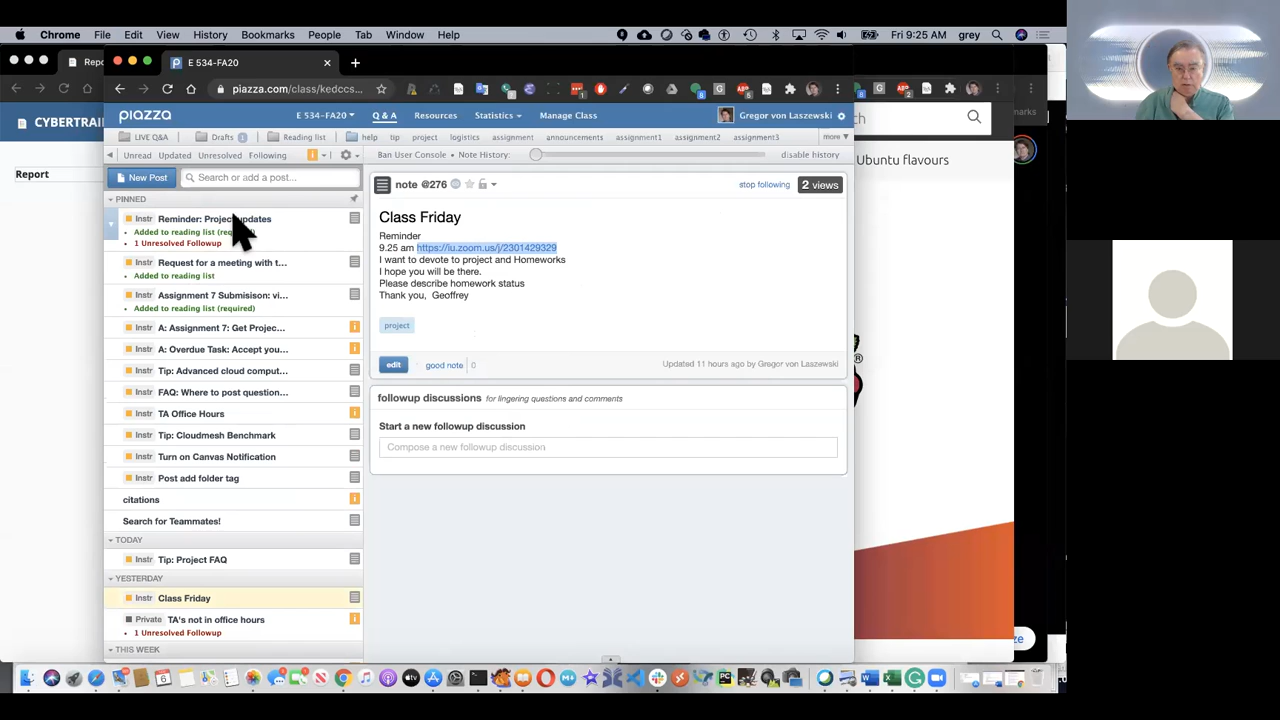 Chrome File Edit View History Bookmarks People Tab Window Help Fri 9:25 AM grey
Repo
E 534-FA20
piazza.com/class/kedccs...
CYBERTRAI
piazza E 534-FA20 Q & A Resources Statistics Manage Class Gregor von Laszewski
LIVE Q&A Drafts Reading list help tip project logistics assignment announcements assignment1 assignment2 assignment3 more
Ubuntu flavours
Unread Updated Unresolved Following
Ban User Console • Note History: disable history
Report
New Post Search or add a post...
note @276 stop following 2 views
PINNED
Instr Reminder: Project updates
Added to reading list
1 Unresolved Followup
Instr Request for a meeting with t...
Added to reading list
Instr Assignment 7 Submisison: vi...
Added to reading list (required)
Instr A: Assignment 7: Get Projec...
Instr A: Overdue Task: Accept you...
Instr Tip: Advanced cloud comput...
Instr FAQ: Where to post question...
Instr TA Office Hours
Instr Tip: Cloudmesh Benchmark
Instr Turn on Canvas Notification
Instr Post add folder tag
citations
Search for Teammates!
TODAY
Instr Tip: Project FAQ
YESTERDAY
Instr Class Friday
Private TA's not in office hours
1 Unresolved Followup
THIS WEEK
Class Friday
Reminder
9.25 am https://iu.zoom.us/j/2301429329
I want to devote to project and Homeworks
I hope you will be there.
Please describe homework status
Thank you, Geoffrey
project
edit good note 0 Updated 11 hours ago by Gregor von Laszewski
followup discussions for lingering questions and comments
Start a new followup discussion
Compose a new followup discussion